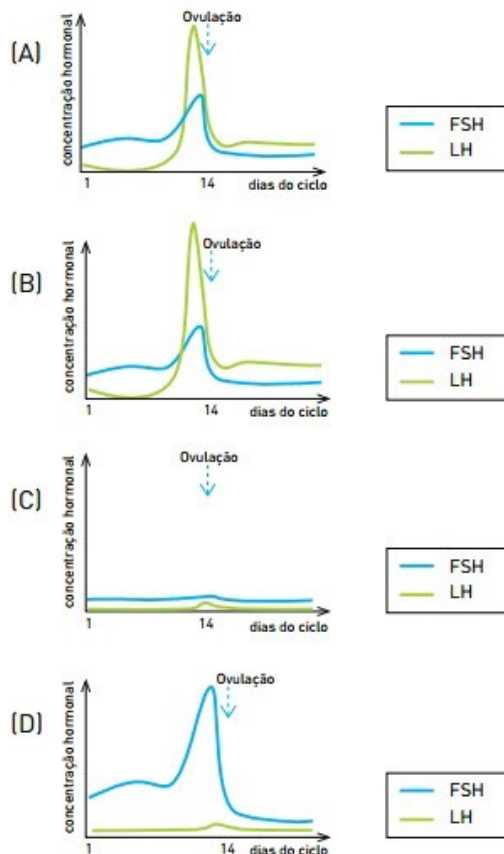 (A)
concentração hormonal
Ovulação
1
14
dias do ciclo
FSH
LH
(B)
concentração hormonal
Ovulação
1
14
dias do ciclo
FSH
LH
(C)
concentração hormonal
Ovulação
1
14
dias do ciclo
FSH
LH
(D)
concentração hormonal
Ovulação
1
14
dias do ciclo
FSH
LH